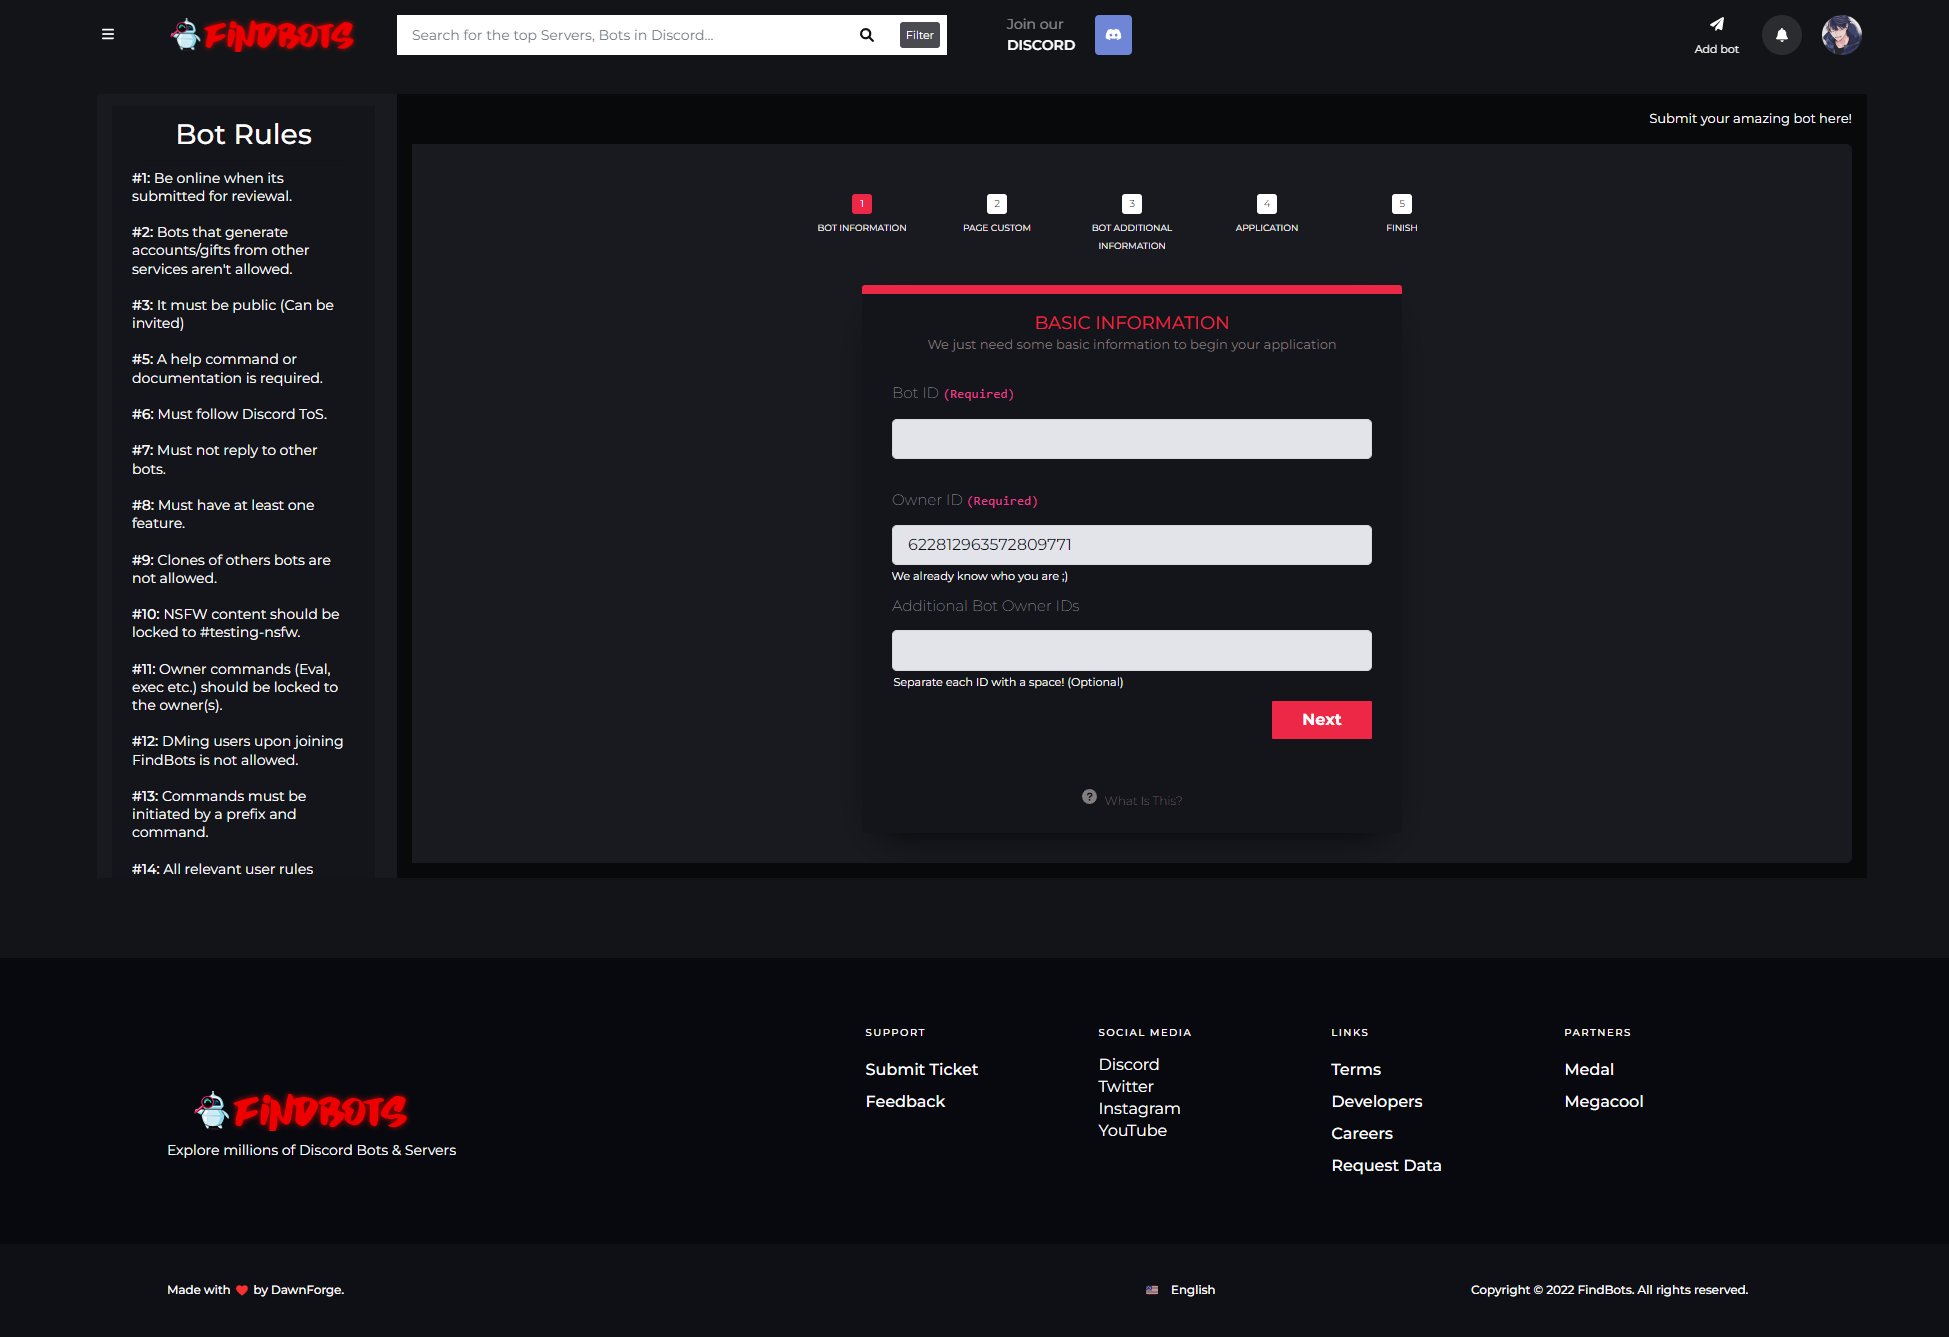 FINDBOTS
Search for the top Servers, Bots in Discord...
Filter
Join our
DISCORD
Add bot
Bot Rules
#1: Be online when its
submitted for reviewal.
#2: Bots that generate
accounts/gifts from other
services aren't allowed.
#3: It must be public (Can be
invited)
#5: A help command or
documentation is required.
#6: Must follow Discord ToS.
#7: Must not reply to other
bots.
#8: Must have at least one
feature.
#9: Clones of others bots are
not allowed.
#10: NSFW content should be
locked to #testing-nsfw.
#11: Owner commands (Eval,
exec etc.) should be locked to
the owner(s).
#12: DMing users upon joining
FindBots is not allowed.
#13: Commands must be
initiated by a prefix and
command.
#14: All relevant user rules
Submit your amazing bot here!
1
BOT INFORMATION
2
PAGE CUSTOM
3
BOT ADDITIONAL
INFORMATION
4
APPLICATION
5
FINISH
BASIC INFORMATION
We just need some basic information to begin your application
Bot ID (Required)
Owner ID (Required)
622812963572809771
We already know who you are ;)
Additional Bot Owner IDs
Separate each ID with a space! (Optional)
Next
? What Is This?
FINDBOTS
Explore millions of Discord Bots & Servers
SUPPORT
Submit Ticket
Feedback
SOCIAL MEDIA
Discord
Twitter
Instagram
YouTube
LINKS
Terms
Developers
Careers
Request Data
PARTNERS
Medal
Megacool
Made with ❤ by DawnForge.
English
Copyright © 2022 FindBots. All rights reserved.